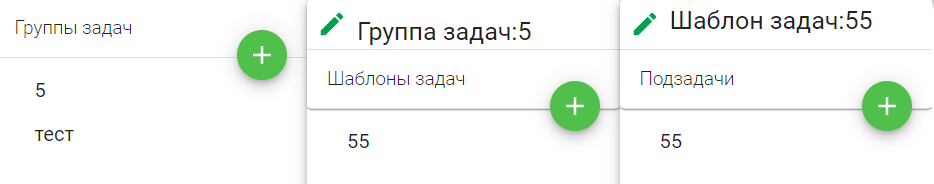 Группы задач
5
тест
Группа задач:5
Шаблоны задач
55
Шаблон задач:55
Подзадачи
55